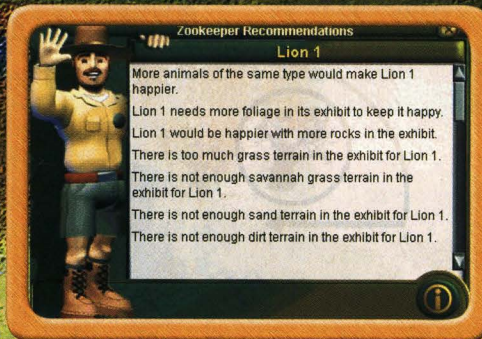 Zookeeper Recommendations
Lion 1
More animals of the same type would make Lion 1
happier.
Lion 1 needs more foliage in its exhibit to keep it happy.
Lion 1 would be happier with more rocks in the exhibit.
There is too much grass terrain in the exhibit for Lion 1.
There is not enough savannah grass terrain in the
exhibit for Lion 1.
There is not enough sand terrain in the exhibit for Lion 1.
There is not enough dirt terrain in the exhibit for Lion 1.